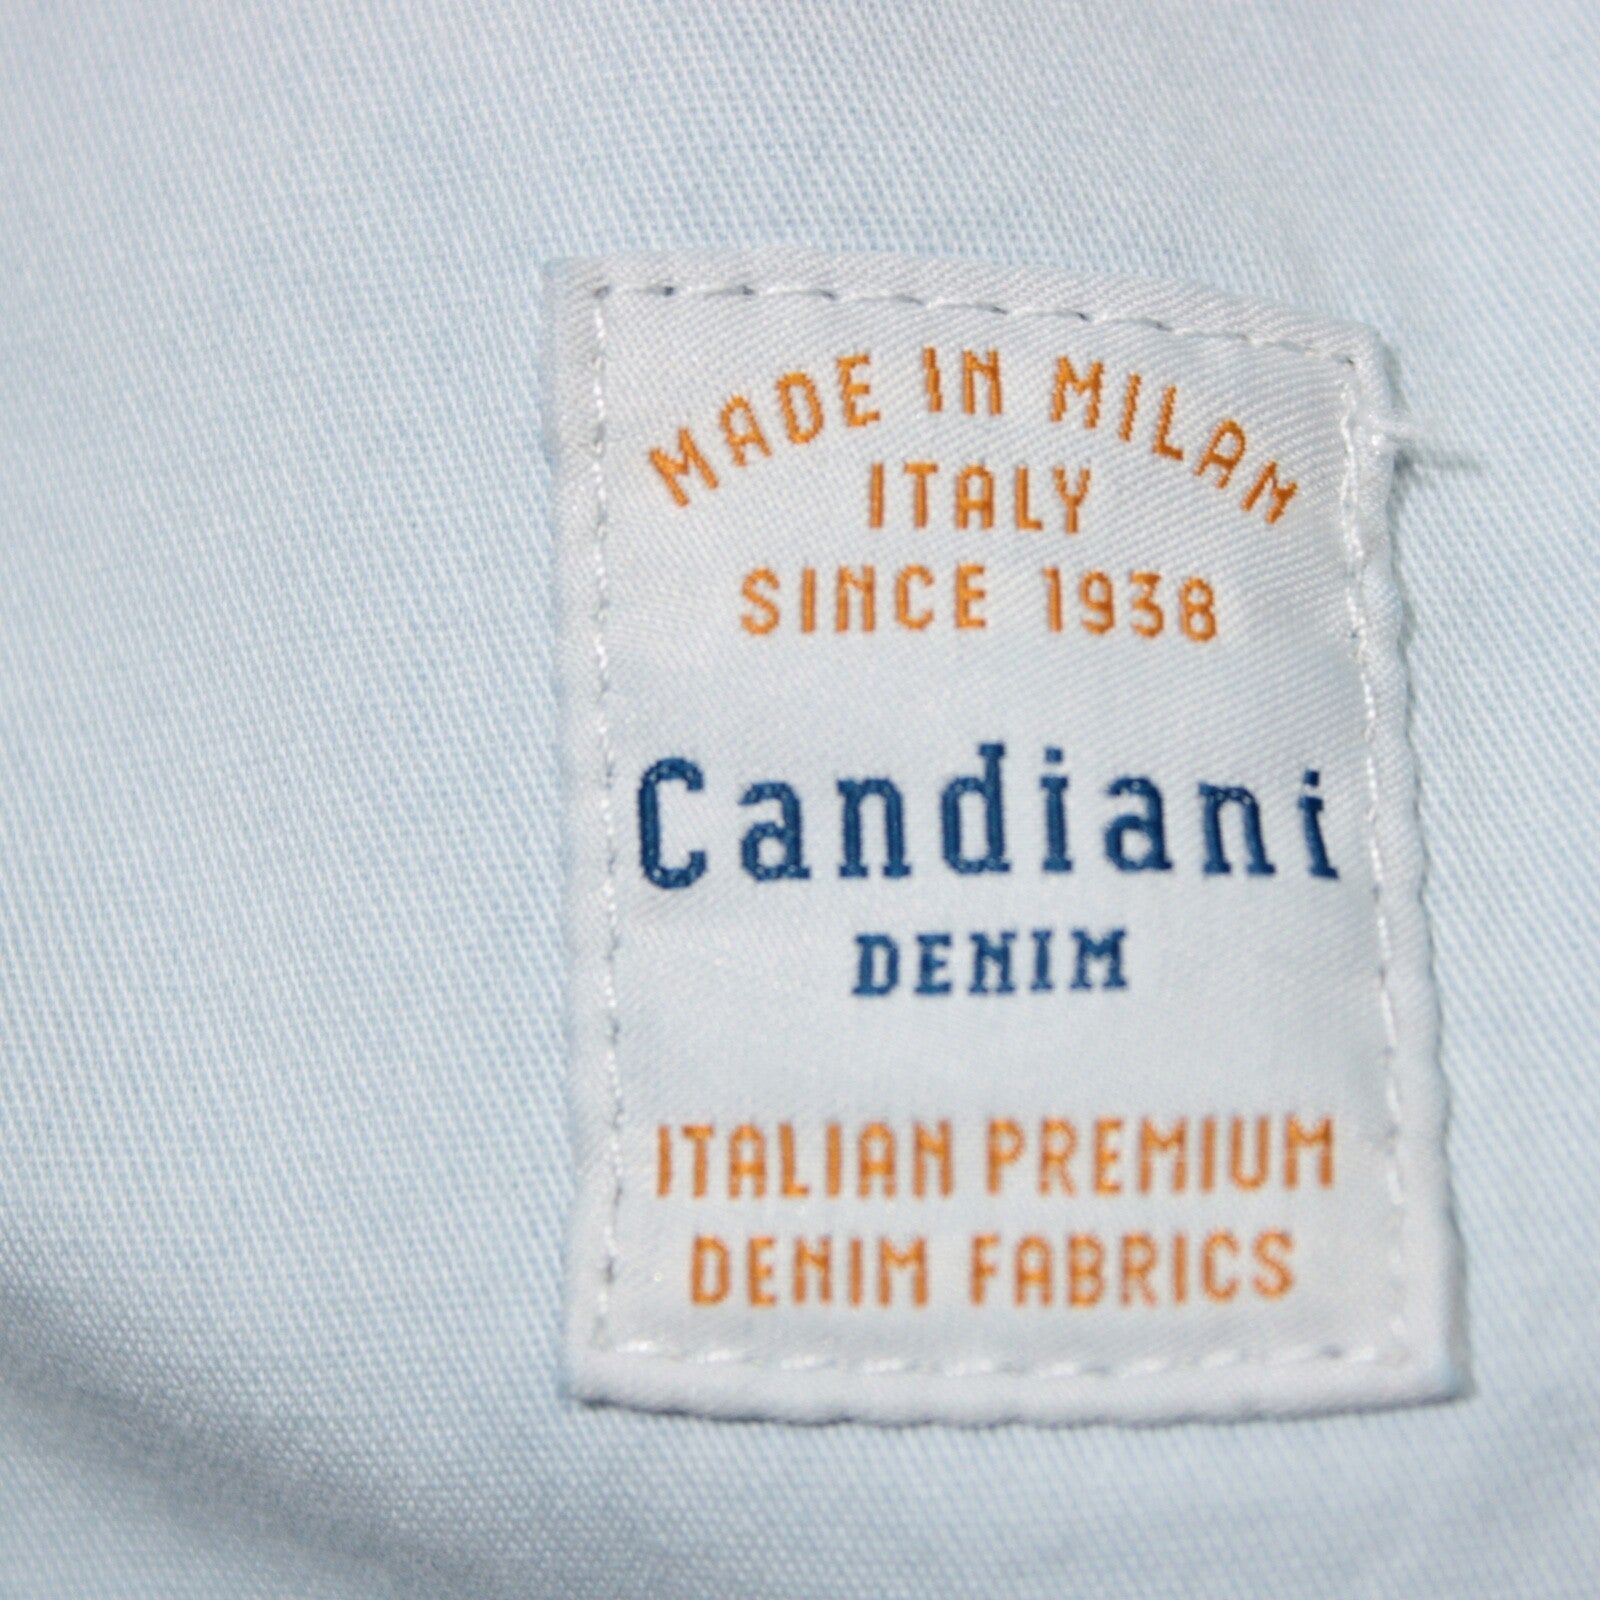 MADE IN MILAN
ITALY
SINCE 1938
Candiani
DENIM
ITALIAN PREMIUM
DENIM FABRICS